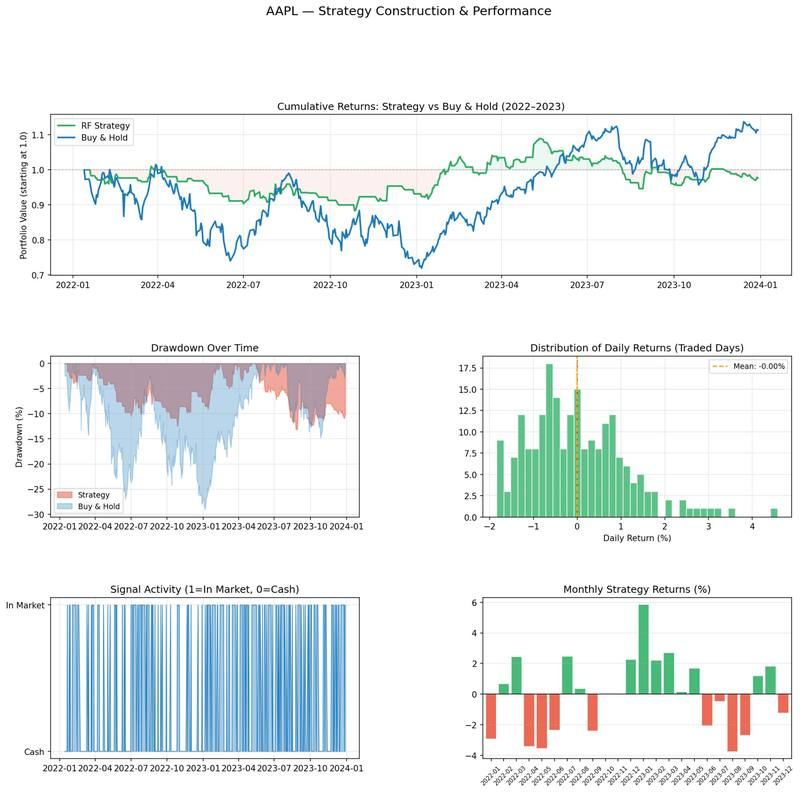 AAPL — Strategy Construction & Performance
Cumulative Returns: Strategy vs Buy & Hold (2022–2023)
Portfolio Value (starting at 1.0)
1.1
1.0
0.9
0.8
0.7
RF Strategy
Buy & Hold
2022-01 2022-04 2022-07 2022-10 2023-01 2023-04 2023-07 2023-10 2024-01
Drawdown Over Time
Drawdown (%)
0
−5
−10
−15
−20
−25
−30
Strategy
Buy & Hold
2022-01 2022-04 2022-07 2022-10 2023-01 2023-04 2023-07 2023-10 2024-01
Distribution of Daily Returns (Traded Days)
17.5
15.0
12.5
10.0
7.5
5.0
2.5
0.0
Mean: -0.00%
−2 −1 0 1 2 3 4
Daily Return (%)
Signal Activity (1=In Market, 0=Cash)
In Market
Cash
2022-01 2022-04 2022-07 2022-10 2023-01 2023-04 2023-07 2023-10 2024-01
Monthly Strategy Returns (%)
6
4
2
0
−2
−4
2022-01 2022-02 2022-03 2022-04 2022-05 2022-06 2022-07 2022-08 2022-09 2022-10 2022-11 2022-12 2023-01 2023-02 2023-03 2023-04 2023-05 2023-06 2023-07 2023-08 2023-09 2023-10 2023-11 2023-12